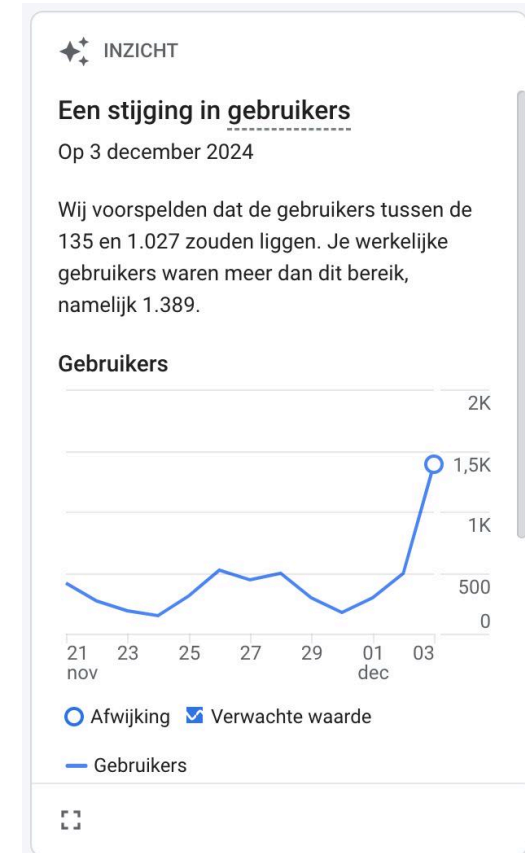 INZICHT
Een stijging in gebruikers
Op 3 december 2024
Wij voorspelden dat de gebruikers tussen de
135 en 1.027 zouden liggen. Je werkelijke
gebruikers waren meer dan dit bereik,
namelijk 1.389.
Gebruikers
2K
1,5K
1K
500
0
21 23 25 27 29 01 03
nov dec
Afwijking Verwachte waarde
Gebruikers